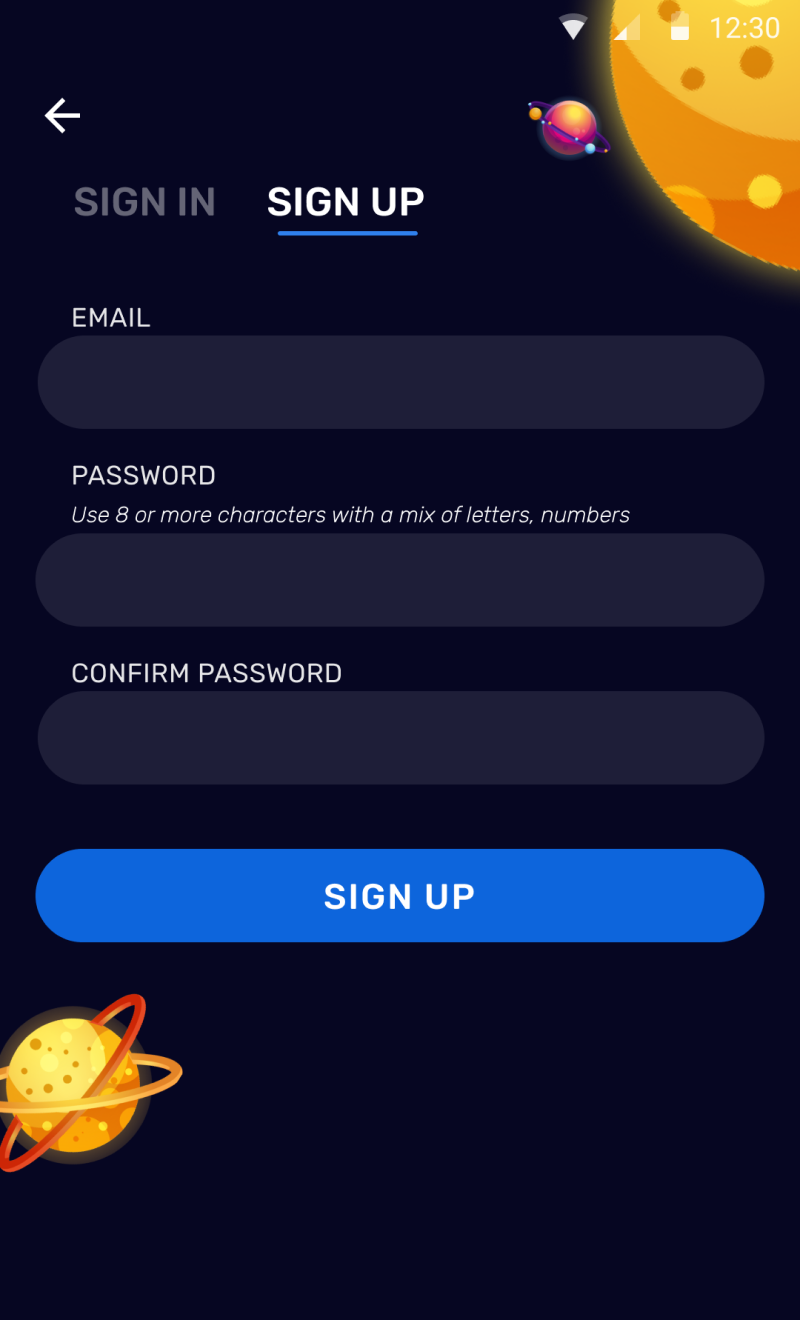 12:30
SIGN IN SIGN UP
EMAIL
PASSWORD
Use 8 or more characters with a mix of letters, numbers
CONFIRM PASSWORD
SIGN UP